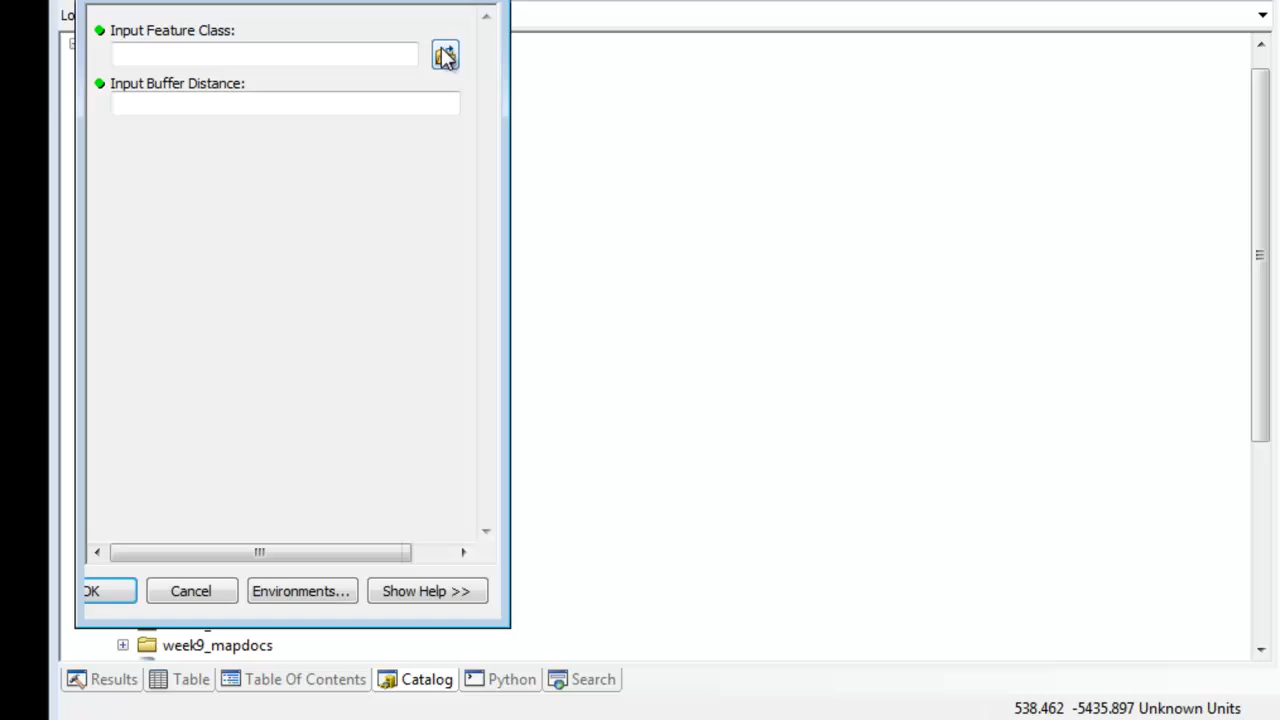 Lo
Input Feature Class:
Input Buffer Distance:
OK Cancel Environments... Show Help >>
week9_mapdocs
Results Table Table Of Contents Catalog Python Search
538.462 -5435.897 Unknown Units